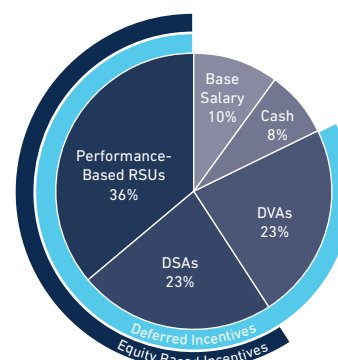 Base
Salary
10%
Cash
8%
Performance-
Based RSUs
36%
DVAs
23%
DSAs
23%
Deferred Incentives
Equity Based Incentives